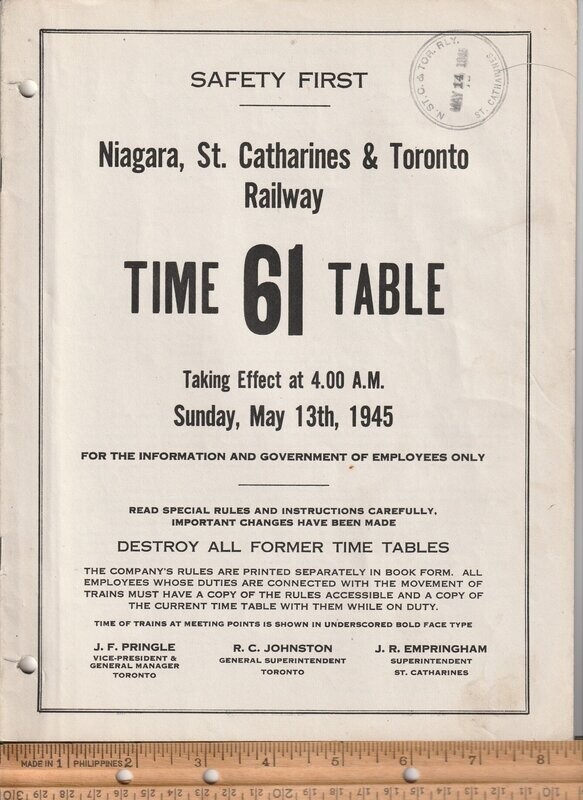 N. ST. C. & TOR. RLY.
MAY 14
ST. CATHARINES
SAFETY FIRST
Niagara, St. Catharines & Toronto
Railway
TIME 61 TABLE
Taking Effect at 4.00 A.M.
Sunday, May 13th, 1945
FOR THE INFORMATION AND GOVERNMENT OF EMPLOYEES ONLY
READ SPECIAL RULES AND INSTRUCTIONS CAREFULLY,
IMPORTANT CHANGES HAVE BEEN MADE
DESTROY ALL FORMER TIME TABLES
THE COMPANY'S RULES ARE PRINTED SEPARATELY IN BOOK FORM. ALL
EMPLOYEES WHOSE DUTIES ARE CONNECTED WITH THE MOVEMENT OF
TRAINS MUST HAVE A COPY OF THE RULES ACCESSIBLE AND A COPY OF
THE CURRENT TIME TABLE WITH THEM WHILE ON DUTY.
TIME OF TRAINS AT MEETING POINTS IS SHOWN IN UNDERSCORED BOLD FACE TYPE
J. F. PRINGLE
VICE-PRESIDENT &
GENERAL MANAGER
TORONTO
R. C. JOHNSTON
GENERAL SUPERINTENDENT
TORONTO
J. R. EMPRINGHAM
SUPERINTENDENT
ST. CATHARINES
MADE IN 1 PHILIPPINES 2 3 4 5 6 7 8